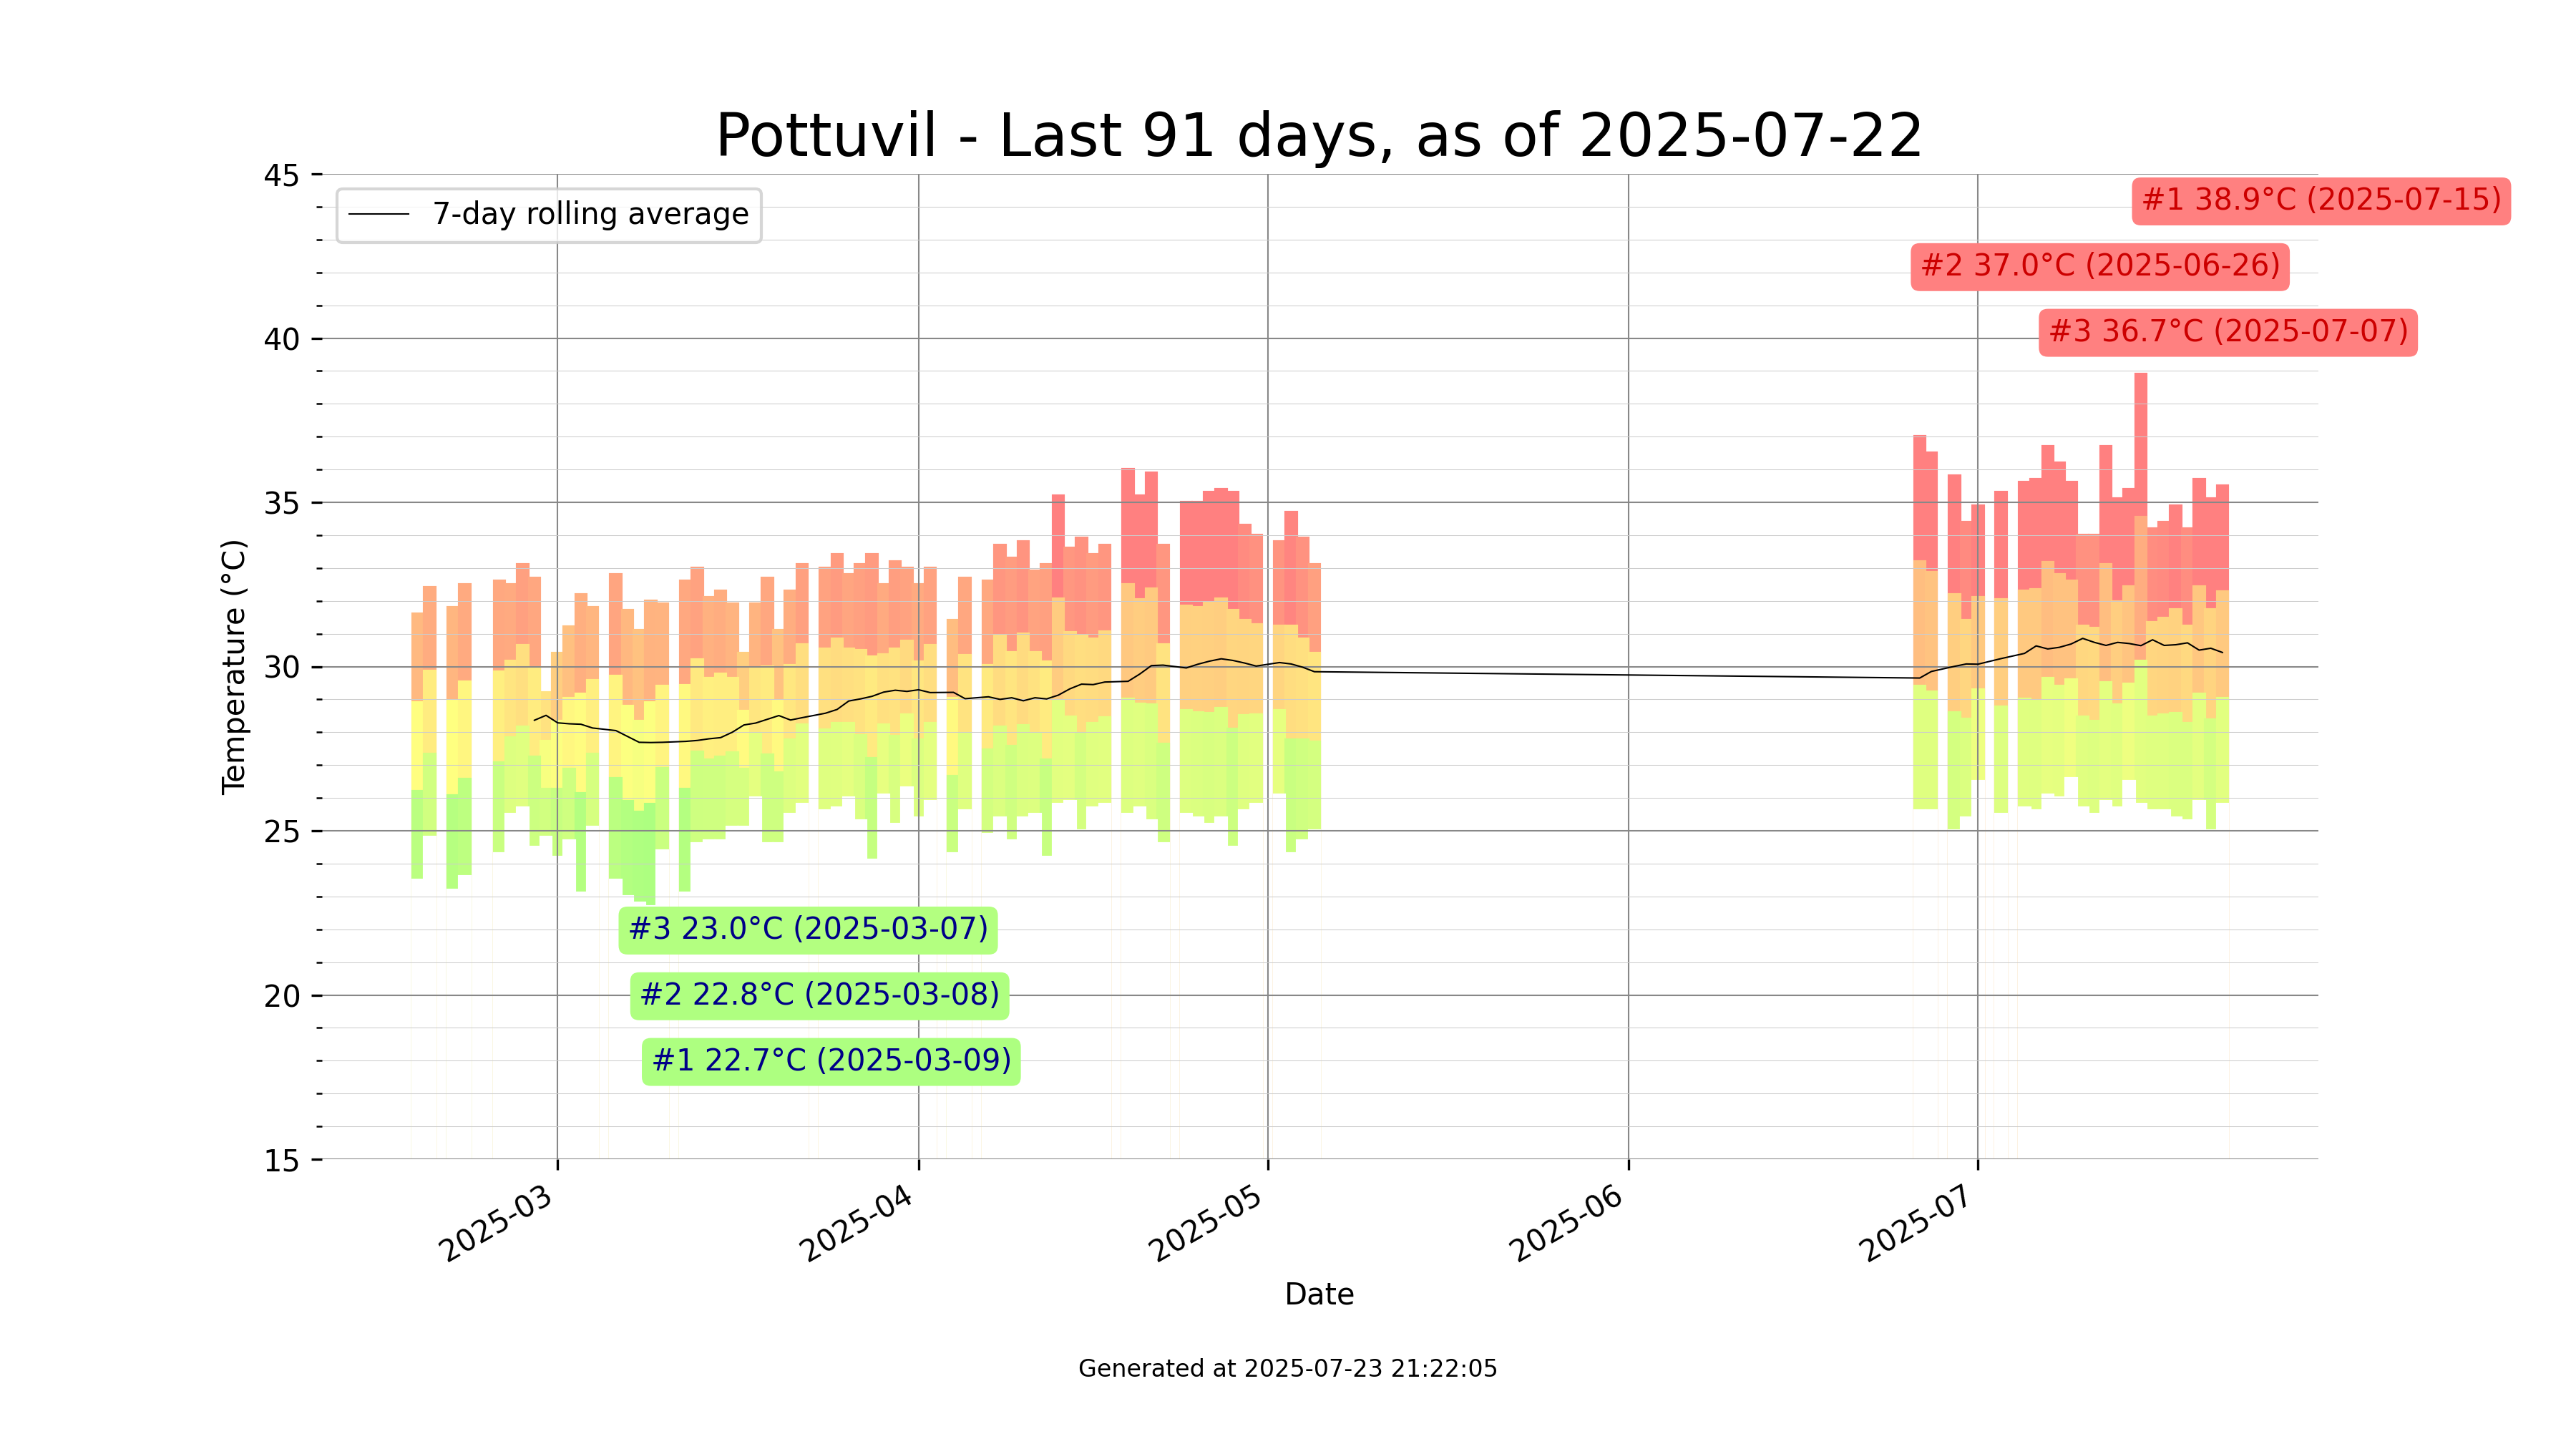 Pottuvil - Last 91 days, as of 2025-07-22
7-day rolling average
#1 38.9°C (2025-07-15)
#2 37.0°C (2025-06-26)
#3 36.7°C (2025-07-07)
45
40
35
30
25
20
15
Temperature (°C)
#3 23.0°C (2025-03-07)
#2 22.8°C (2025-03-08)
#1 22.7°C (2025-03-09)
2025-03
2025-04
2025-05
2025-06
2025-07
Date
Generated at 2025-07-23 21:22:05